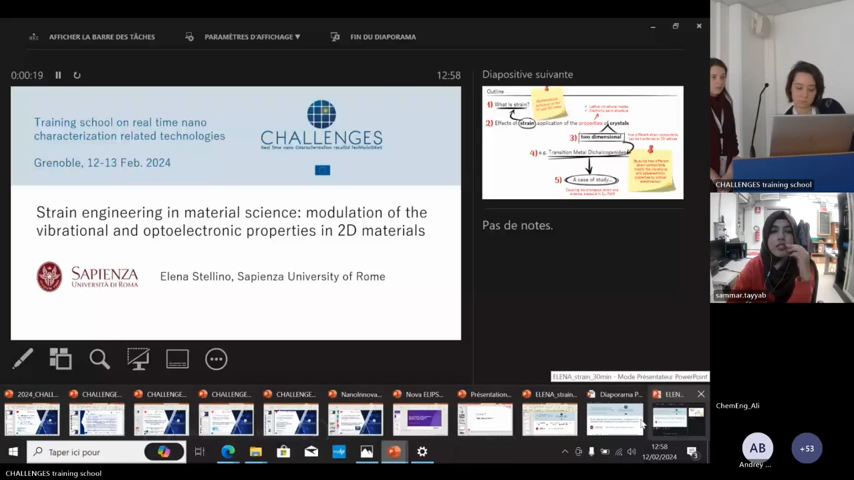 AFFICHER LA BARRE DES TÂCHES
PARAMÈTRES D'AFFICHAGE ▼
FIN DU DIAPORAMA
0:00:19
12:58
Diapositive suivante
Training school on real time nano
characterization related technologies
Grenoble, 12-13 Feb. 2024
CHALLENGES
Strain engineering in material science: modulation of the
vibrational and optoelectronic properties in 2D materials
SAPIENZA
UNIVERSITÀ DI ROMA
Elena Stellino, Sapienza University of Rome
Outline
1) What is strain?
2) Effects of strain application of the properties of crystals
3) two dimensional
4) e.g. Transition Metal Dichalcogenides
5) A case of study...
Pas de notes.
CHALLENGES training school
sammar.tayyab
ELENA_strain_30min - Mode Présentateur PowerPoint
2024_CHALL...
CHALLENGE...
CHALLENGE...
CHALLENGE...
CHALLENGE...
NanoInnova...
Nova ELIPS...
Présentation...
ELENA_strain...
Diaporama P...
ELEN...
ChemEng_Ali
Taper ici pour
12:58
12/02/2024
3
AB
Andrey ...
+53
CHALLENGES training school